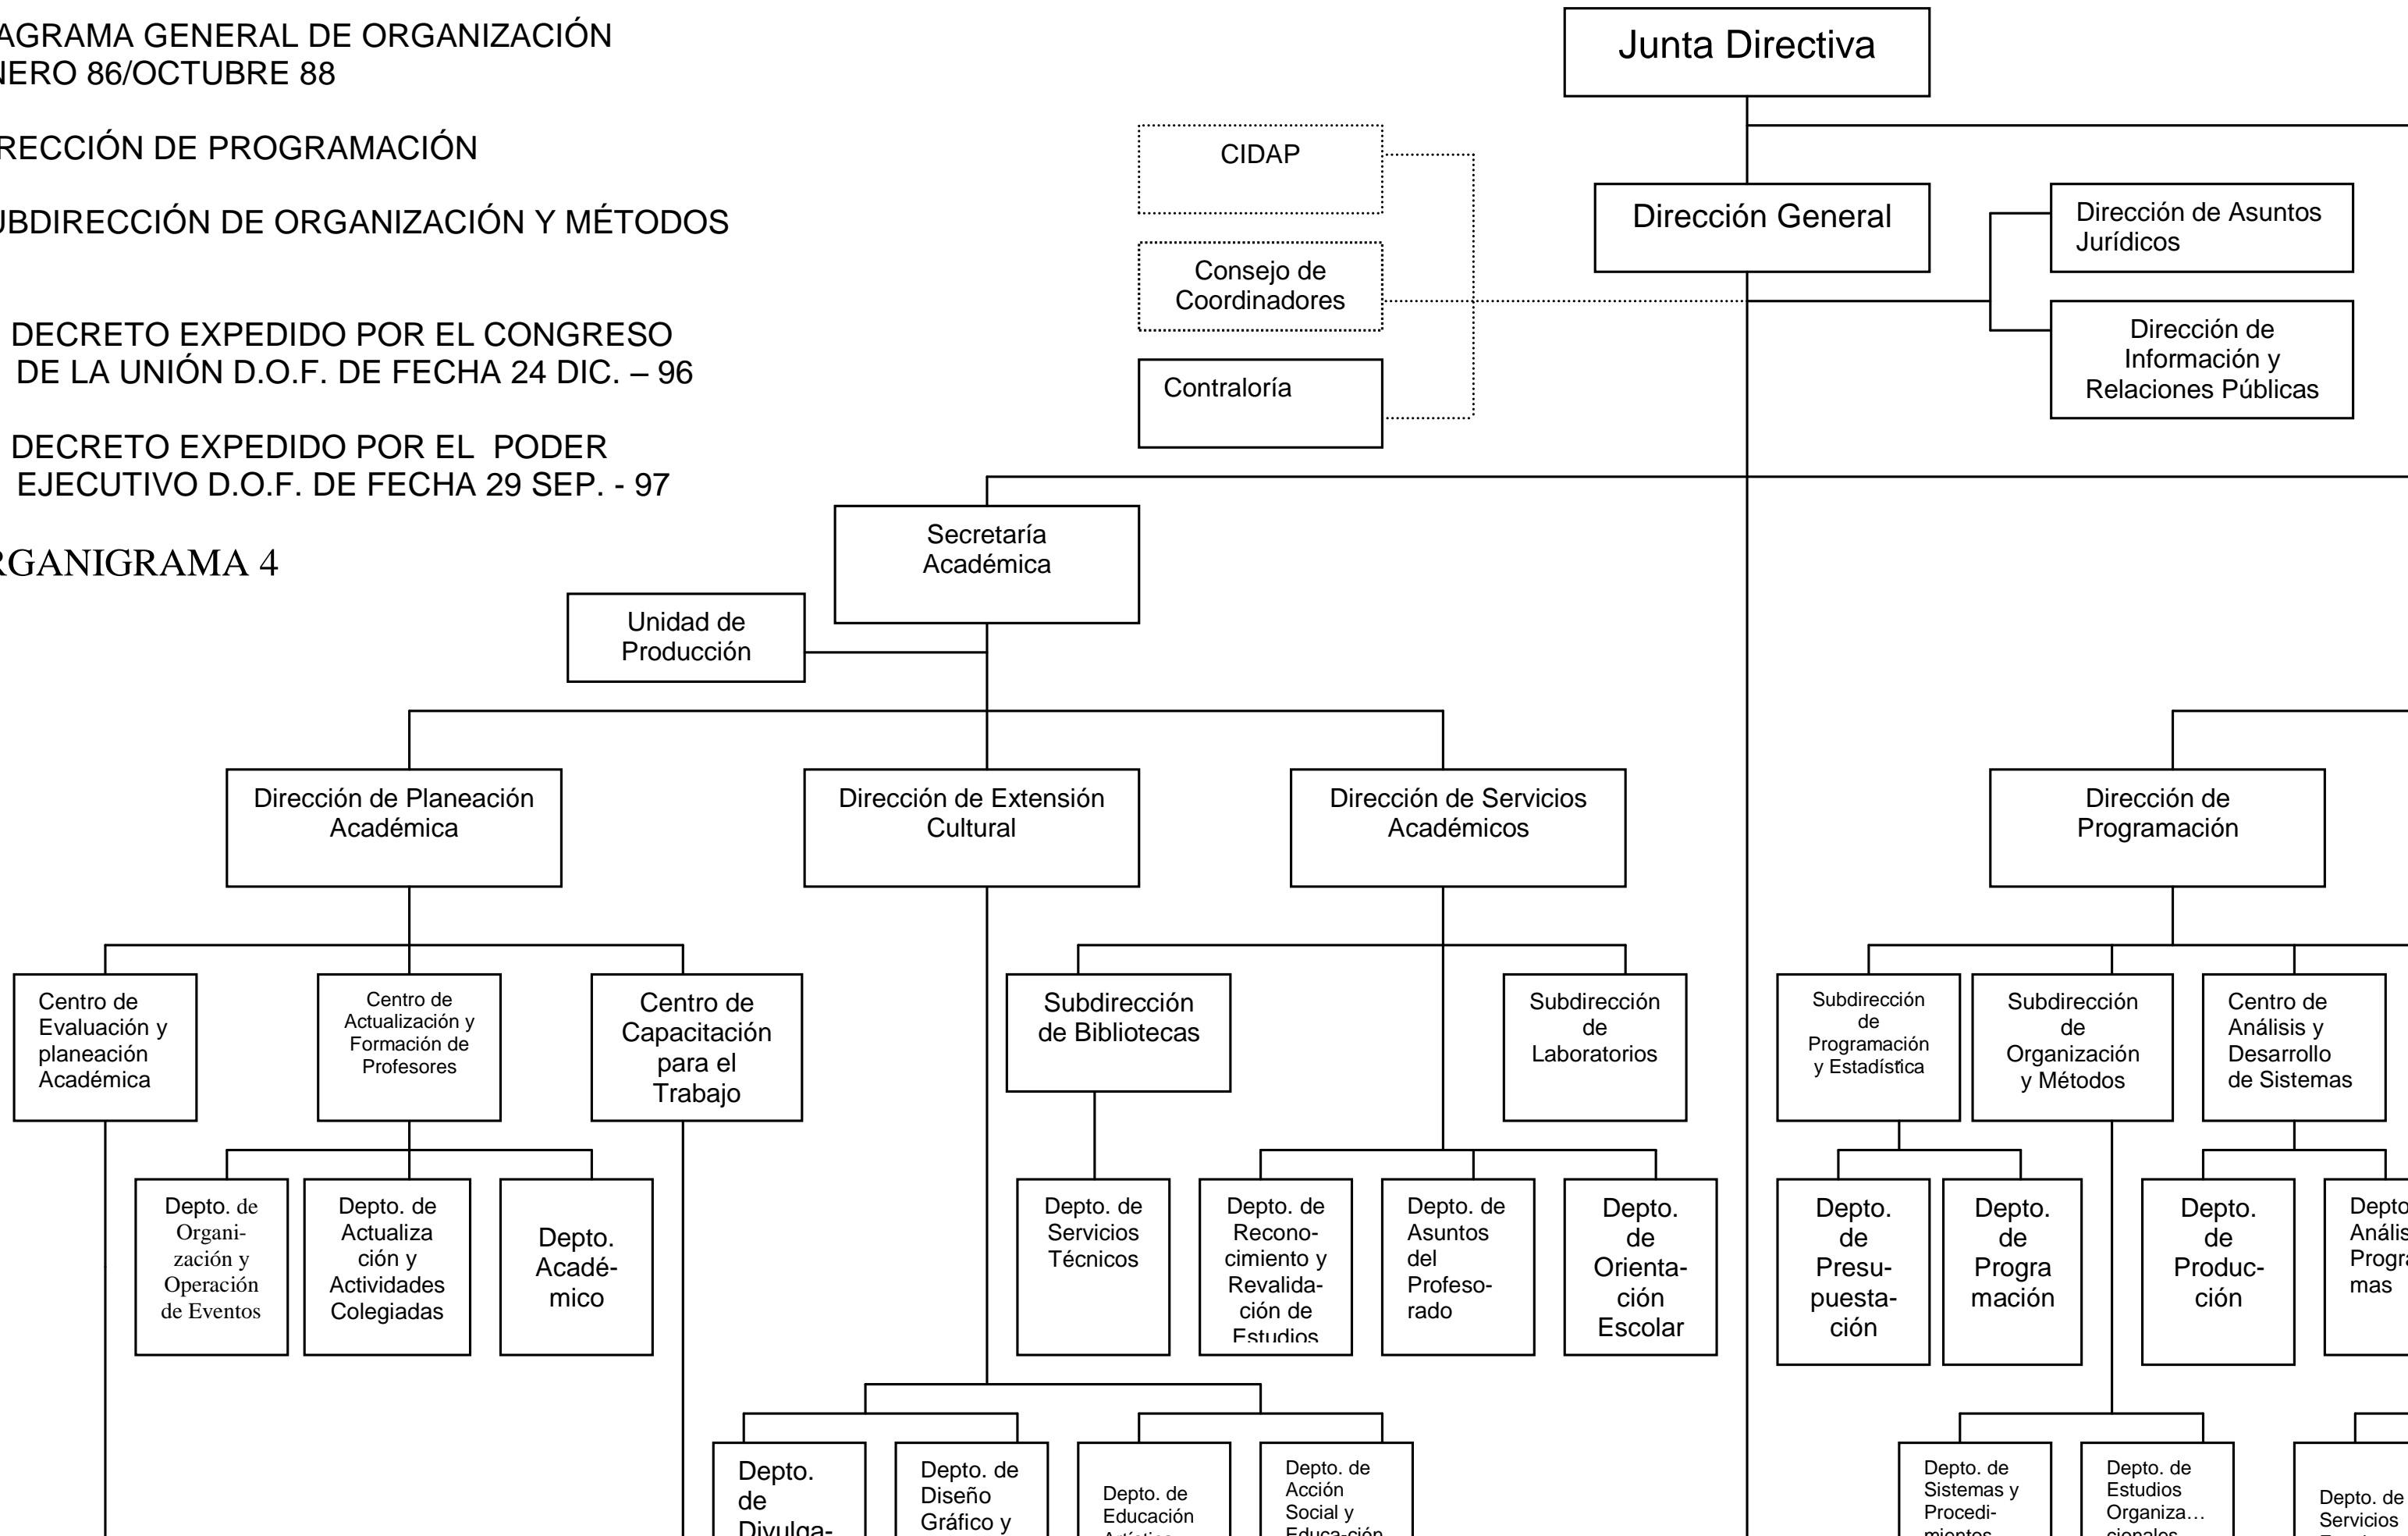 AGRAMA GENERAL DE ORGANIZACIÓN
NERO 86/OCTUBRE 88
RECCIÓN DE PROGRAMACIÓN
UBDIRECCIÓN DE ORGANIZACIÓN Y MÉTODOS
DECRETO EXPEDIDO POR EL CONGRESO
DE LA UNIÓN D.O.F. DE FECHA 24 DIC. – 96
DECRETO EXPEDIDO POR EL PODER
EJECUTIVO D.O.F. DE FECHA 29 SEP. - 97
RGANIGRAMA 4
Junta Directiva
CIDAP
Dirección General
Dirección de Asuntos
Jurídicos
Consejo de
Coordinadores
Dirección de
Información y
Relaciones Públicas
Contraloría
Secretaría
Académica
Unidad de
Producción
Dirección de Planeación
Académica
Dirección de Extensión
Cultural
Dirección de Servicios
Académicos
Dirección de
Programación
Centro de
Evaluación y
planeación
Académica
Centro de
Actualización y
Formación de
Profesores
Centro de
Capacitación
para el
Trabajo
Subdirección
de Bibliotecas
Subdirección
de
Laboratorios
Subdirección
de
Programación
y Estadística
Subdirección
de
Organización
y Métodos
Centro de
Análisis y
Desarrollo
de Sistemas
Depto. de
Organi-
zación y
Operación
de Eventos
Depto. de
Actualiza
ción y
Actividades
Colegiadas
Depto.
Acadé-
mico
Depto. de
Servicios
Técnicos
Depto. de
Recono-
cimiento y
Revalida-
ción de
Estudios
Depto. de
Asuntos
del
Profeso-
rado
Depto.
de
Orienta-
ción
Escolar
Depto.
de
Presu-
puesta-
ción
Depto.
de
Progra
mación
Depto.
de
Produc-
ción
Depto
Anális
Progra
mas
Depto.
de
Divulga-
Depto. de
Diseño
Gráfico y
Depto. de
Educación
Artística
Depto. de
Acción
Social y
Educa-ción
Depto. de
Sistemas y
Procedi-
mientos
Depto. de
Estudios
Organiza…
cionales
Depto. de
Servicios